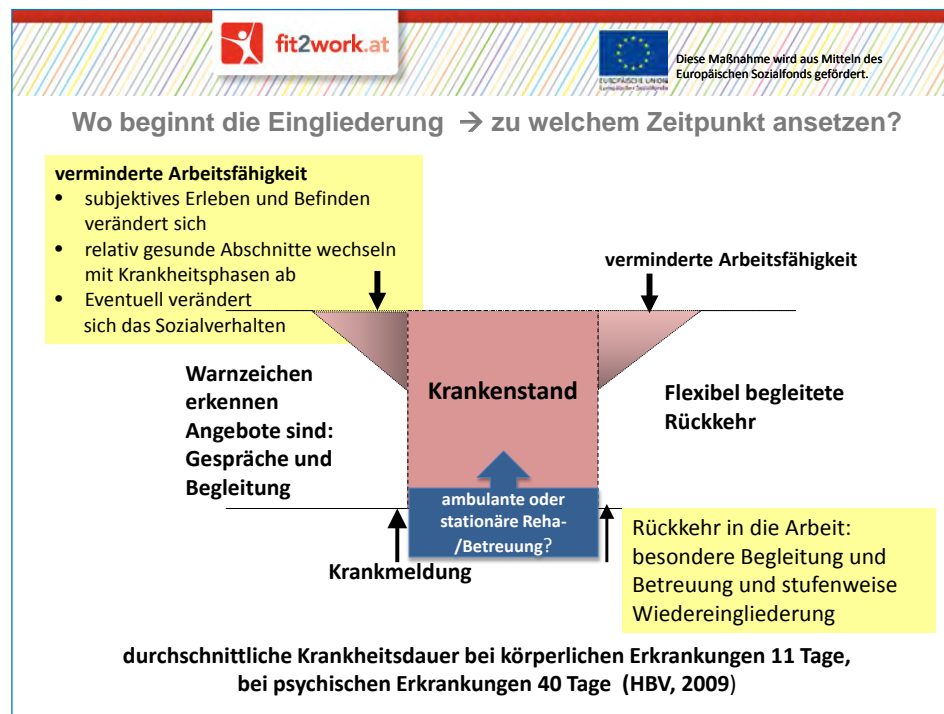 fit2work.at
EUROPÄISCHE UNION
Europäischer Sozialfonds
Diese Maßnahme wird aus Mitteln des
Europäischen Sozialfonds gefördert.
Wo beginnt die Eingliederung → zu welchem Zeitpunkt ansetzen?
verminderte Arbeitsfähigkeit
• subjektives Erleben und Befinden
verändert sich
• relativ gesunde Abschnitte wechseln
mit Krankheitsphasen ab
• Eventuell verändert
sich das Sozialverhalten
verminderte Arbeitsfähigkeit
Warnzeichen
erkennen
Angebote sind:
Gespräche und
Begleitung
Krankenstand
Flexibel begleitete
Rückkehr
ambulante oder
stationäre Reha-
/Betreuung?
Krankmeldung
Rückkehr in die Arbeit:
besondere Begleitung und
Betreuung und stufenweise
Wiedereingliederung
durchschnittliche Krankheitsdauer bei körperlichen Erkrankungen 11 Tage,
bei psychischen Erkrankungen 40 Tage (HBV, 2009)